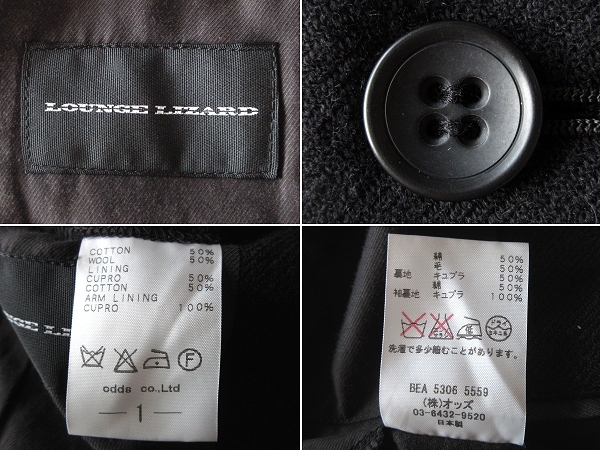 LOUNGE LIZARD
COTTON 50%
WOOL 50%
LINING
CUPRO 50%
COTTON 50%
ARM LINING
CUPRO 100%
F
odds co.,Ltd
1
綿 50%
毛 50%
裏地 キュプラ 50%
綿 50%
袖裏地 キュプラ 100%
洗濯で多少縮むことがあります。
BEA 5306 5559
(株)オッズ
03-6432-9520
日本製
GE LIZARD